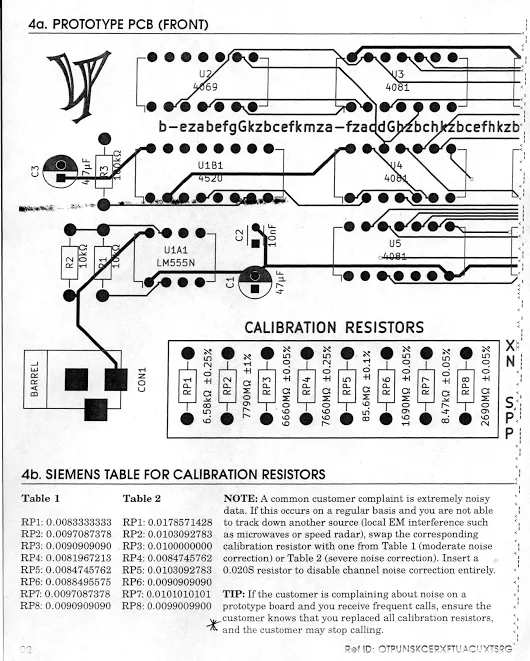 4a. PROTOTYPE PCB (FRONT)
U2
4069
U3
4081
b-ezabefgGkzbcefkmza-fzacdGhzbchkzbcefhkzb
C3
47µF
R3
100kΩ
U1B1
4520
U4
4081
R2
10kΩ
R1
10kΩ
U1A1
LM555N
C2
10nF
C1
47µF
U5
4081
BARREL
CON1
CALIBRATION RESISTORS
RP1
6.58kΩ ±0.25%
RP2
7790MΩ ±1%
RP3
6660MΩ ±0.05%
RP4
7660MΩ ±0.25%
RP5
85.6MΩ ±0.1%
RP6
1690MΩ ±0.05%
RP7
8.47kΩ ±0.05%
RP8
2690MΩ ±0.05%
X
N
S
P
P
4b. SIEMENS TABLE FOR CALIBRATION RESISTORS
Table 1
RP1: 0.0083333333
RP2: 0.0097087378
RP3: 0.0090909090
RP4: 0.0081967213
RP5: 0.0084745762
RP6: 0.0088495575
RP7: 0.0097087378
RP8: 0.0090909090
Table 2
RP1: 0.0178571428
RP2: 0.0103092783
RP3: 0.0100000000
RP4: 0.0084745762
RP5: 0.0103092783
RP6: 0.0090909090
RP7: 0.0101010101
RP8: 0.0099009900
NOTE: A common customer complaint is extremely noisy
data. If this occurs on a regular basis and you are not able
to track down another source (local EM interference such
as microwaves or speed radar), swap the corresponding
calibration resistor with one from Table 1 (moderate noise
correction) or Table 2 (severe noise correction). Insert a
0.020S resistor to disable channel noise correction entirely.
TIP: If the customer is complaining about noise on a
prototype board and you receive frequent calls, ensure the
customer knows that you replaced all calibration resistors,
and the customer may stop calling.
Ref ID: OTPUNSKCERXFTUACUXTSRG